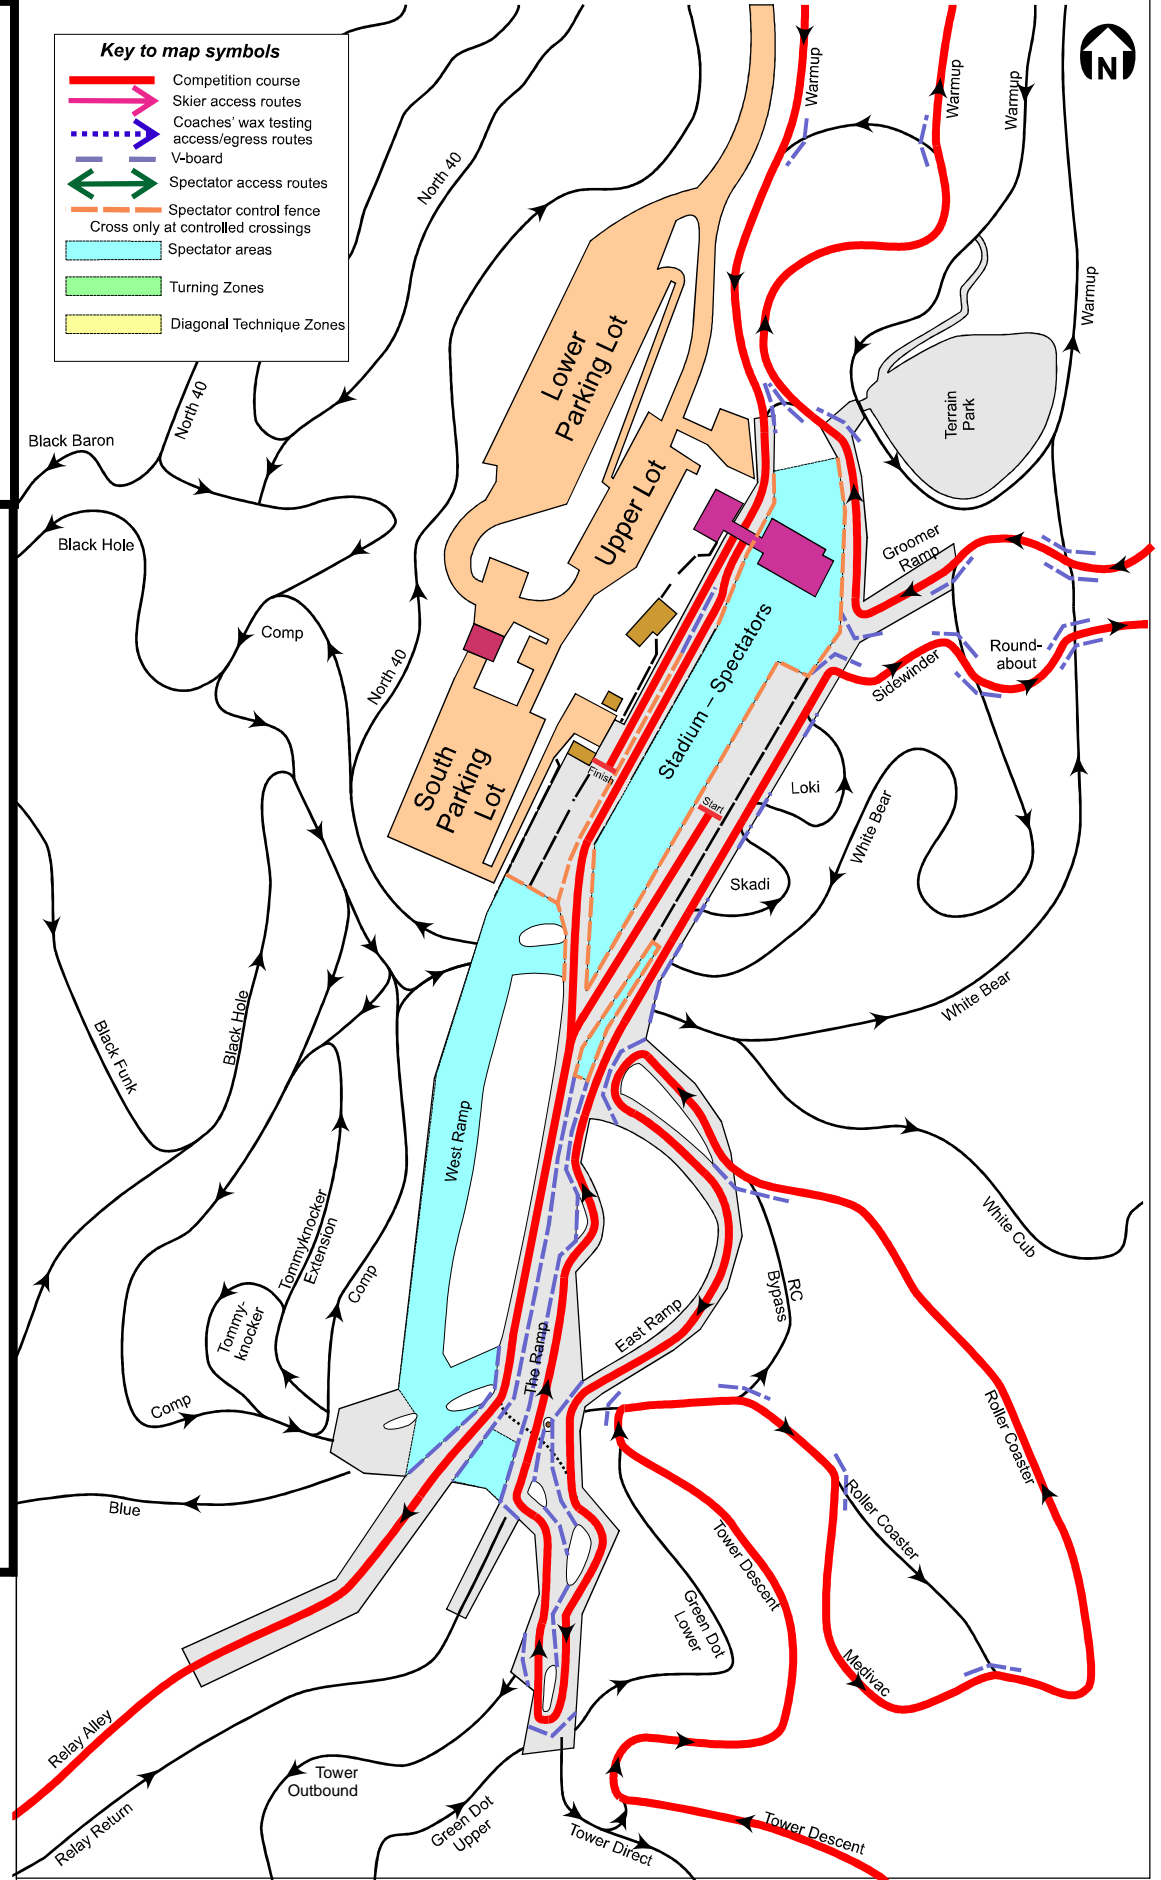 Key to map symbols
Competition course
Skier access routes
Coaches' wax testing
access/egress routes
V-board
Spectator access routes
Spectator control fence
Cross only at controlled crossings
Spectator areas
Turning Zones
Diagonal Technique Zones
N
Warmup
Warmup
Warmup
Warmup
North 40
North 40
North 40
Black Baron
Black Hole
Comp
Lower
Parking Lot
Upper Lot
South
Parking
Lot
Terrain
Park
Groomer
Ramp
Round-
about
Sidewinder
Stadium – Spectators
Finish
Start
Loki
Skadi
White Bear
White Bear
White Cub
Black Funk
Black Hole
West Ramp
Tommyknocker
Extension
Tommy-
knocker
Comp
Comp
Blue
The Ramp
East Ramp
RC
Bypass
Roller Coaster
Roller Coaster
Tower Descent
Green Dot
Lower
Medivac
Relay Alley
Relay Return
Tower
Outbound
Green Dot
Upper
Tower Direct
Tower Descent